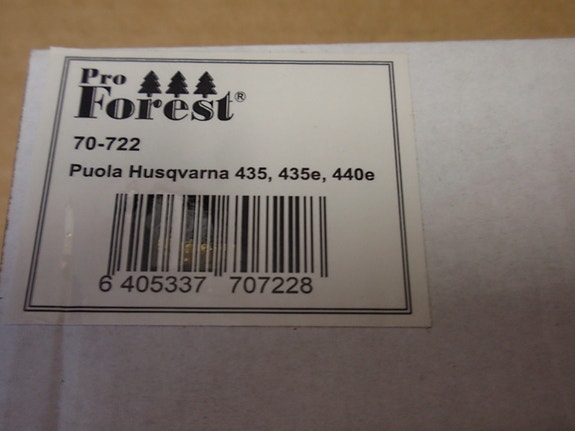 Pro
Forest®
70-722
Puola Husqvarna 435, 435e, 440e
6 405337 707228